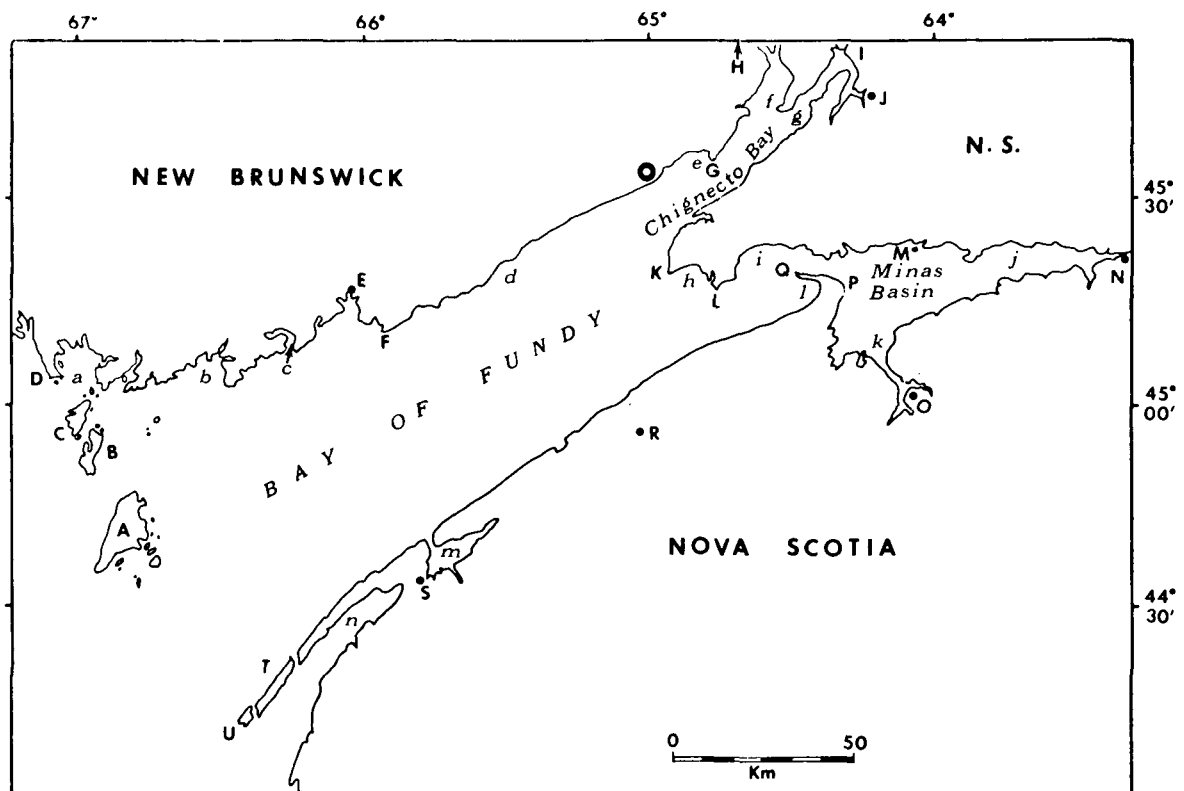 67° 66° 65° 64°
H I
f
J
g
NEW BRUNSWICK
N. S.
e G
Chignecto Bay
45°
30'
K h L i Q l P M Minas
Basin
j N
d
E
F
k
D a b c
BAY OF FUNDY
45°
00'
C B
O
R
A
NOVA SCOTIA
m
S
44°
30'
n
T
U
0 50
Km